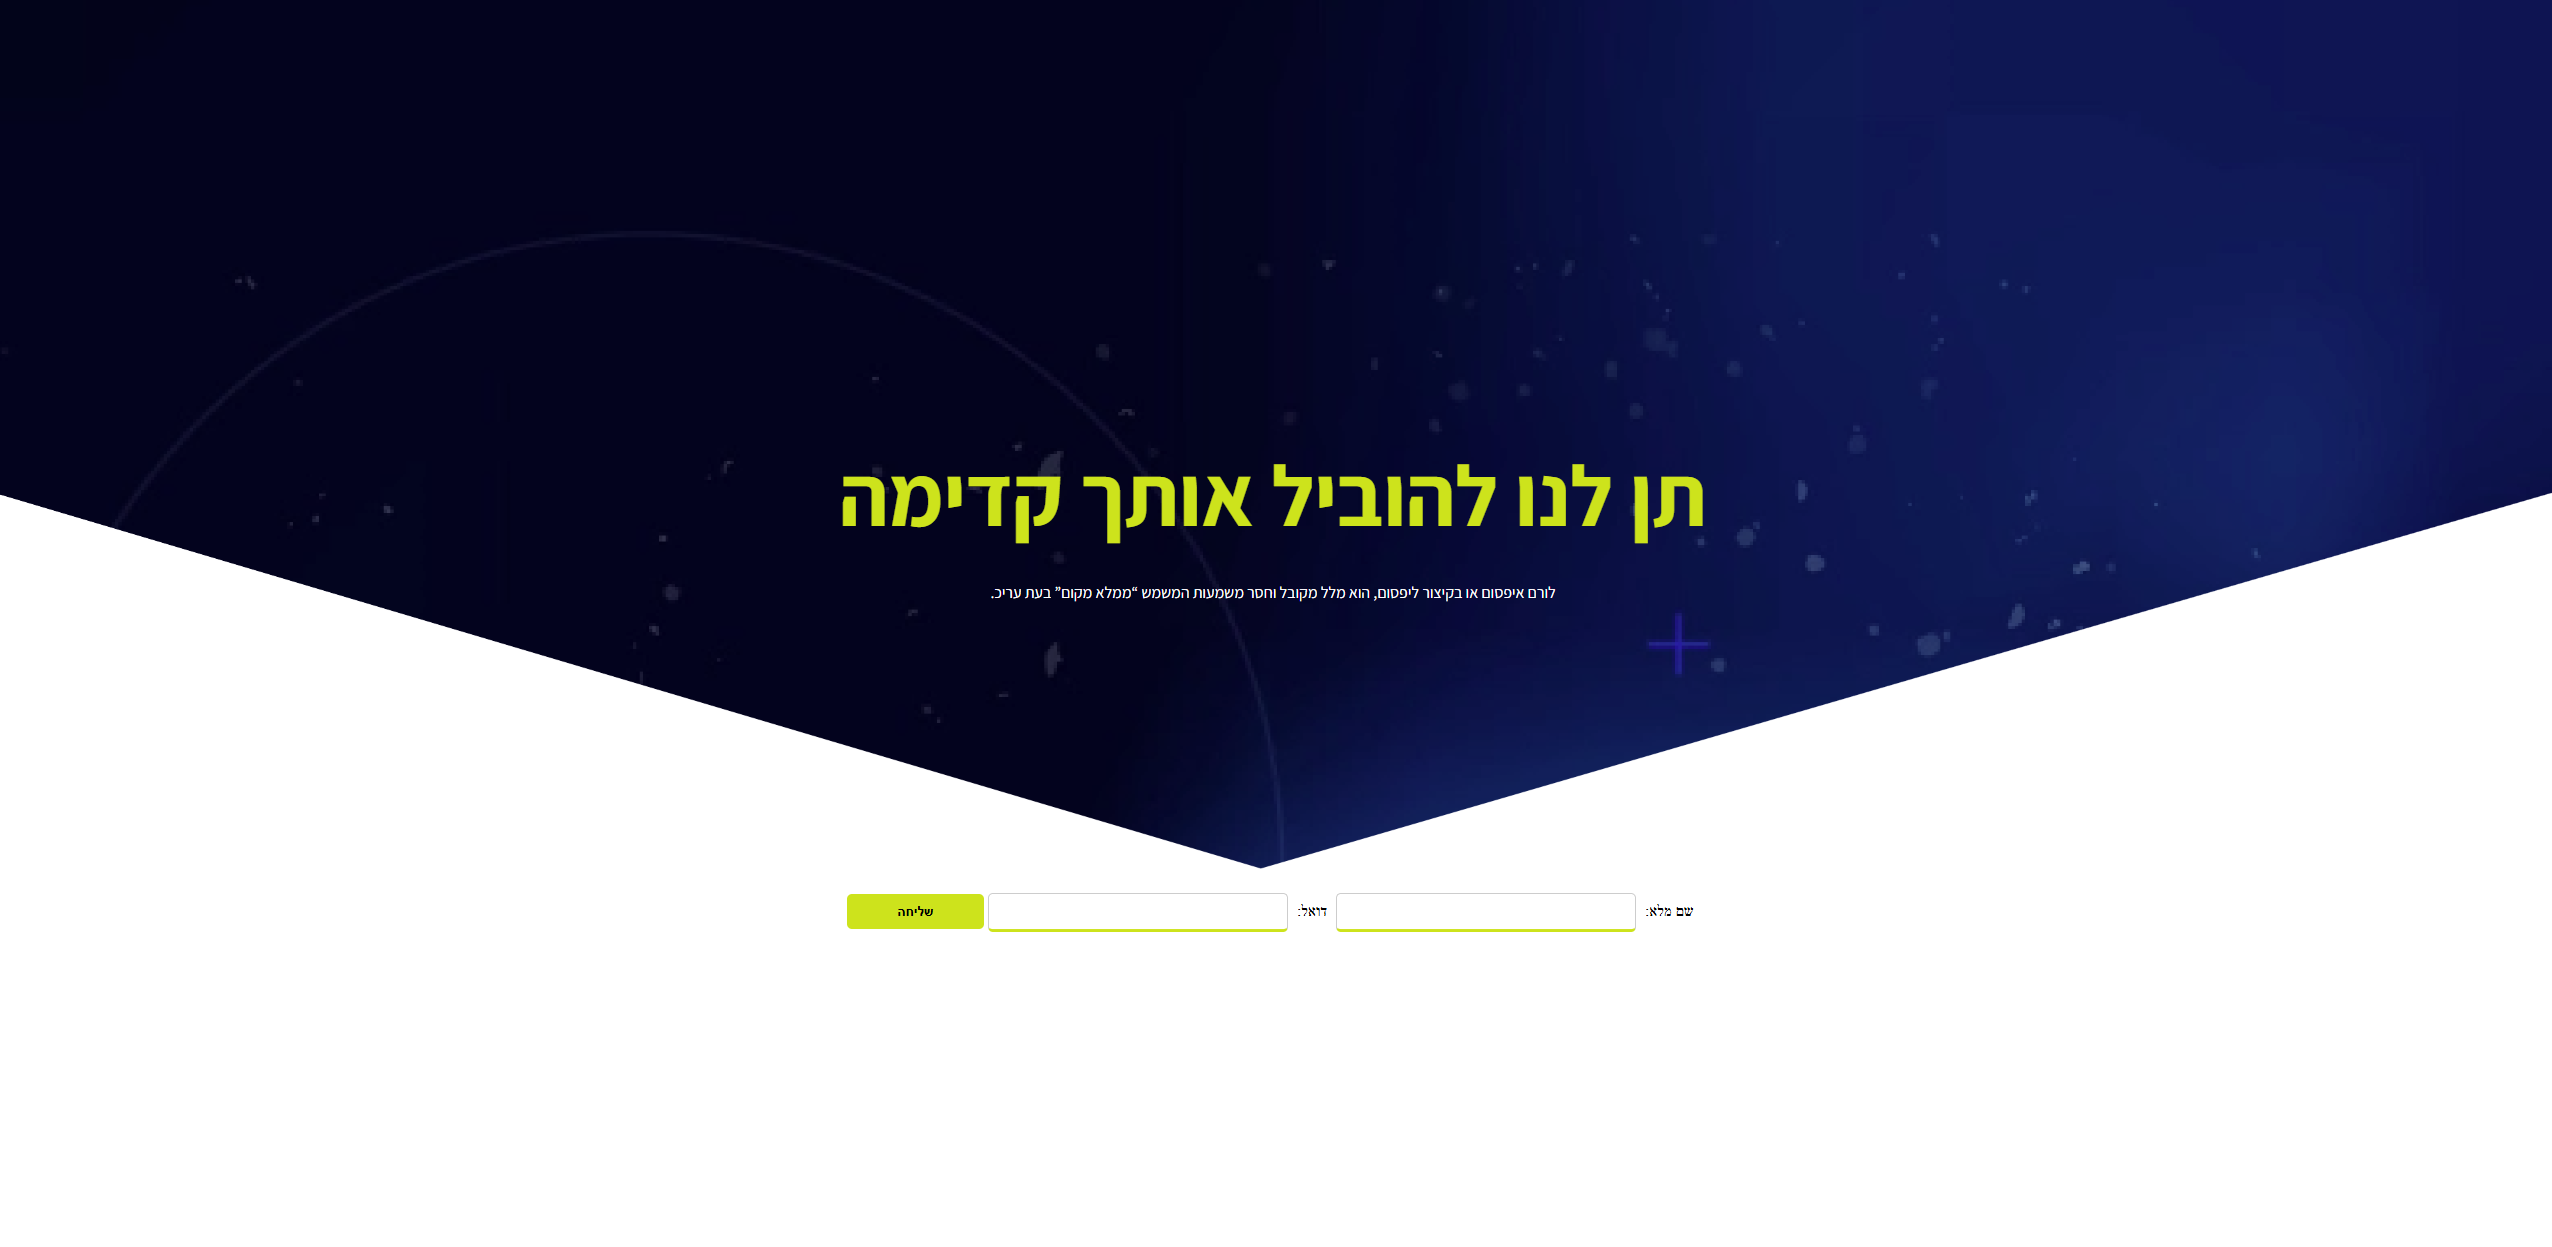 תן לנו להוביל אותך קדימה
לורם איפסום או בקיצור ליפסום, הוא מלל מקובל וחסר משמעות המשמש “ממלא מקום” בעת עריכ.
שם מלא: דואל: שליחה